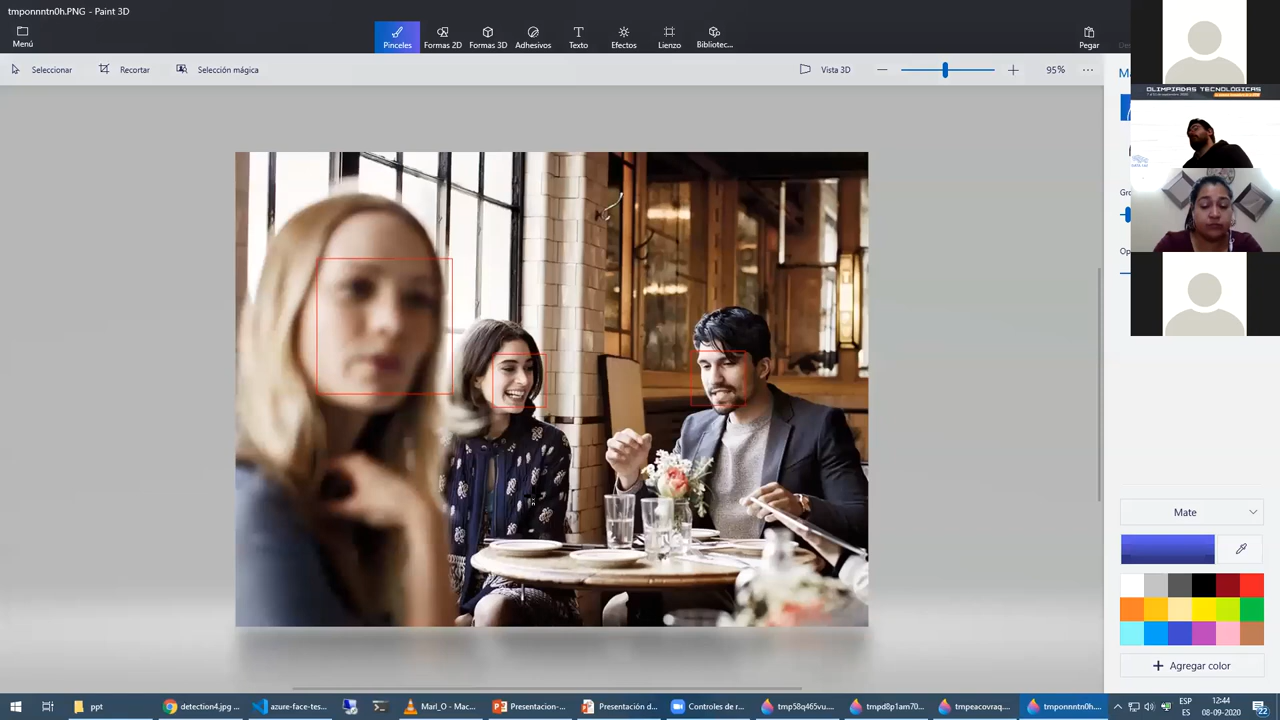 tmponnntn0h.PNG - Paint 3D
Menú
Pinceles
Formas 2D
Formas 3D
Adhesivos
Texto
Efectos
Lienzo
Bibliotec...
Pegar
Seleccionar
Recortar
Selección mágica
Vista 3D
95%
OLIMPIADAS TECNOLÓGICAS
Mate
Agregar color
ppt
detection4.jpg ...
azure-face-tes...
Marl_O - Mac...
Presentacion-...
Presentación d...
Controles de r...
tmp58q465vu....
tmpd8p1am70...
tmpeacovraq....
tmponnntn0h....
ESP
ES
12:44
08-09-2020
22